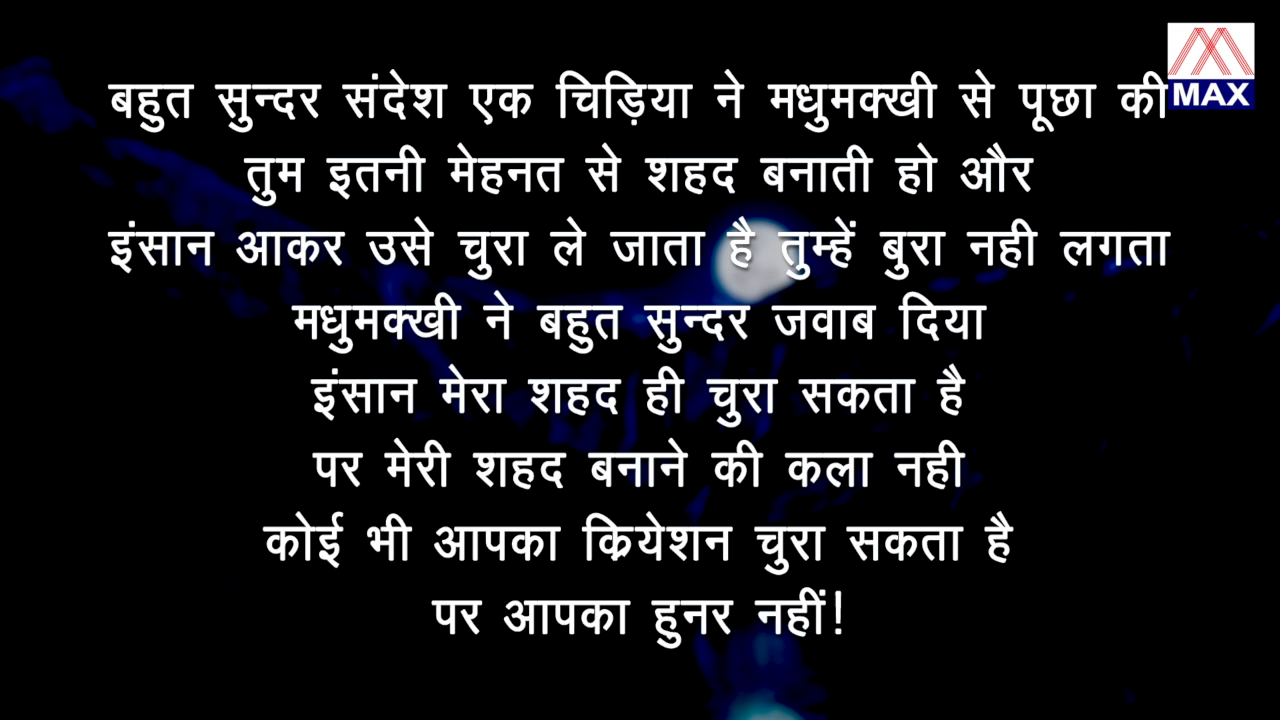 MAX
बहुत सुन्दर संदेश एक चिड़िया ने मधुमक्खी से पूछा की
तुम इतनी मेहनत से शहद बनाती हो और
इंसान आकर उसे चुरा ले जाता है तुम्हें बुरा नही लगता
मधुमक्खी ने बहुत सुन्दर जवाब दिया
इंसान मेरा शहद ही चुरा सकता है
पर मेरी शहद बनाने की कला नही
कोई भी आपका क्रियेशन चुरा सकता है
पर आपका हुनर नहीं!